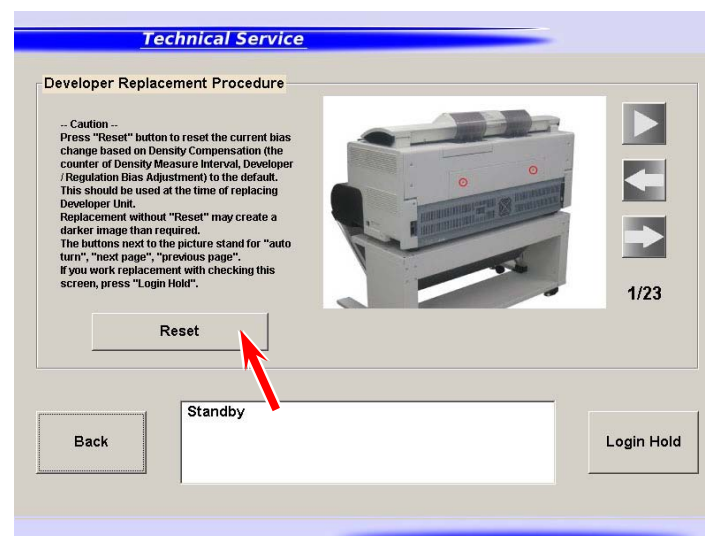 Technical Service
Developer Replacement Procedure
-- Caution --
Press "Reset" button to reset the current bias
change based on Density Compensation (the
counter of Density Measure Interval, Developer
/ Regulation Bias Adjustment) to the default.
This should be used at the time of replacing
Developer Unit.
Replacement without "Reset" may create a
darker image than required.
The buttons next to the picture stand for "auto
turn", "next page", "previous page".
If you work replacement with checking this
screen, press "Login Hold".
1/23
Reset
Standby
Back
Login Hold